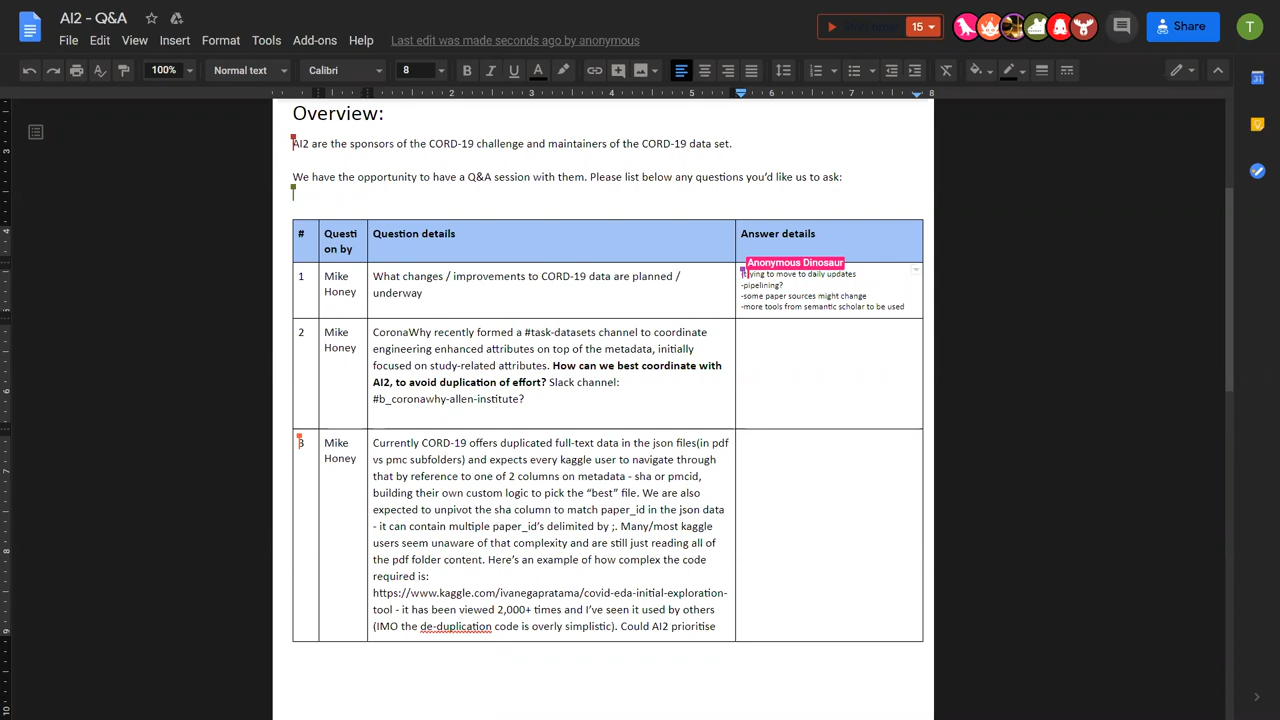 AI2 - Q&A
File Edit View Insert Format Tools Add-ons Help Last edit was made seconds ago by anonymous
15
Share
T
100% Normal text Calibri 8
2 3 4 5 6 7 8
Overview:
AI2 are the sponsors of the CORD-19 challenge and maintainers of the CORD-19 data set.
We have the opportunity to have a Q&A session with them. Please list below any questions you'd like us to ask:
# Questi Question details Answer details
on by
Anonymous Dinosaur
1 Mike What changes / improvements to CORD-19 data are planned / trying to move to daily updates
Honey underway -pipelining?
-some paper sources might change
-more tools from semantic scholar to be used
2 Mike CoronaWhy recently formed a #task-datasets channel to coordinate
Honey engineering enhanced attributes on top of the metadata, initially
focused on study-related attributes. How can we best coordinate with
AI2, to avoid duplication of effort? Slack channel:
#b_coronawhy-allen-institute?
3 Mike Currently CORD-19 offers duplicated full-text data in the json files(in pdf
Honey vs pmc subfolders) and expects every kaggle user to navigate through
that by reference to one of 2 columns on metadata - sha or pmcid,
building their own custom logic to pick the “best” file. We are also
expected to unpivot the sha column to match paper_id in the json data
- it can contain multiple paper_id’s delimited by ;. Many/most kaggle
users seem unaware of that complexity and are still just reading all of
the pdf folder content. Here’s an example of how complex the code
required is:
https://www.kaggle.com/ivanegapratama/covid-eda-initial-exploration-
tool - it has been viewed 2,000+ times and I’ve seen it used by others
(IMO the de-duplication code is overly simplistic). Could AI2 prioritise